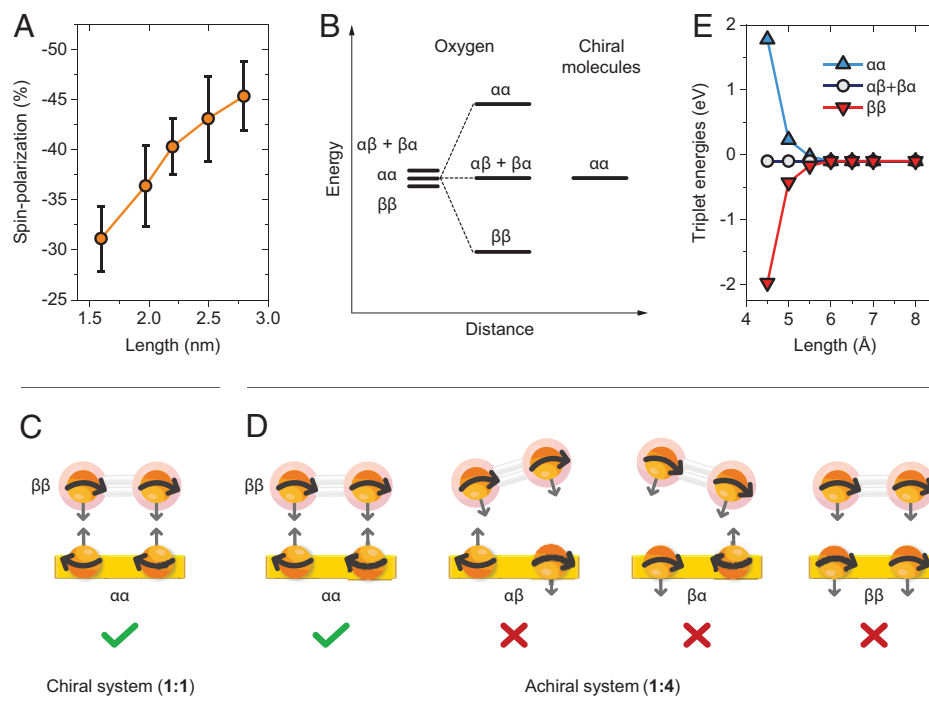 A
-50
-45
-40
-35
-30
-25
Spin-polarization (%)
1.5 2.0 2.5 3.0
Length (nm)
B
Oxygen
Chiral
molecules
Energy
αβ + βα
αα
ββ
αα
αβ + βα
ββ
αα
Distance
E
2
1
0
-1
-2
Triplet energies (eV)
αα
αβ+βα
ββ
4 5 6 7 8
Length (Å)
C
ββ
αα
Chiral system (1:1)
D
ββ
αα
αβ
βα
ββ
Achiral system (1:4)